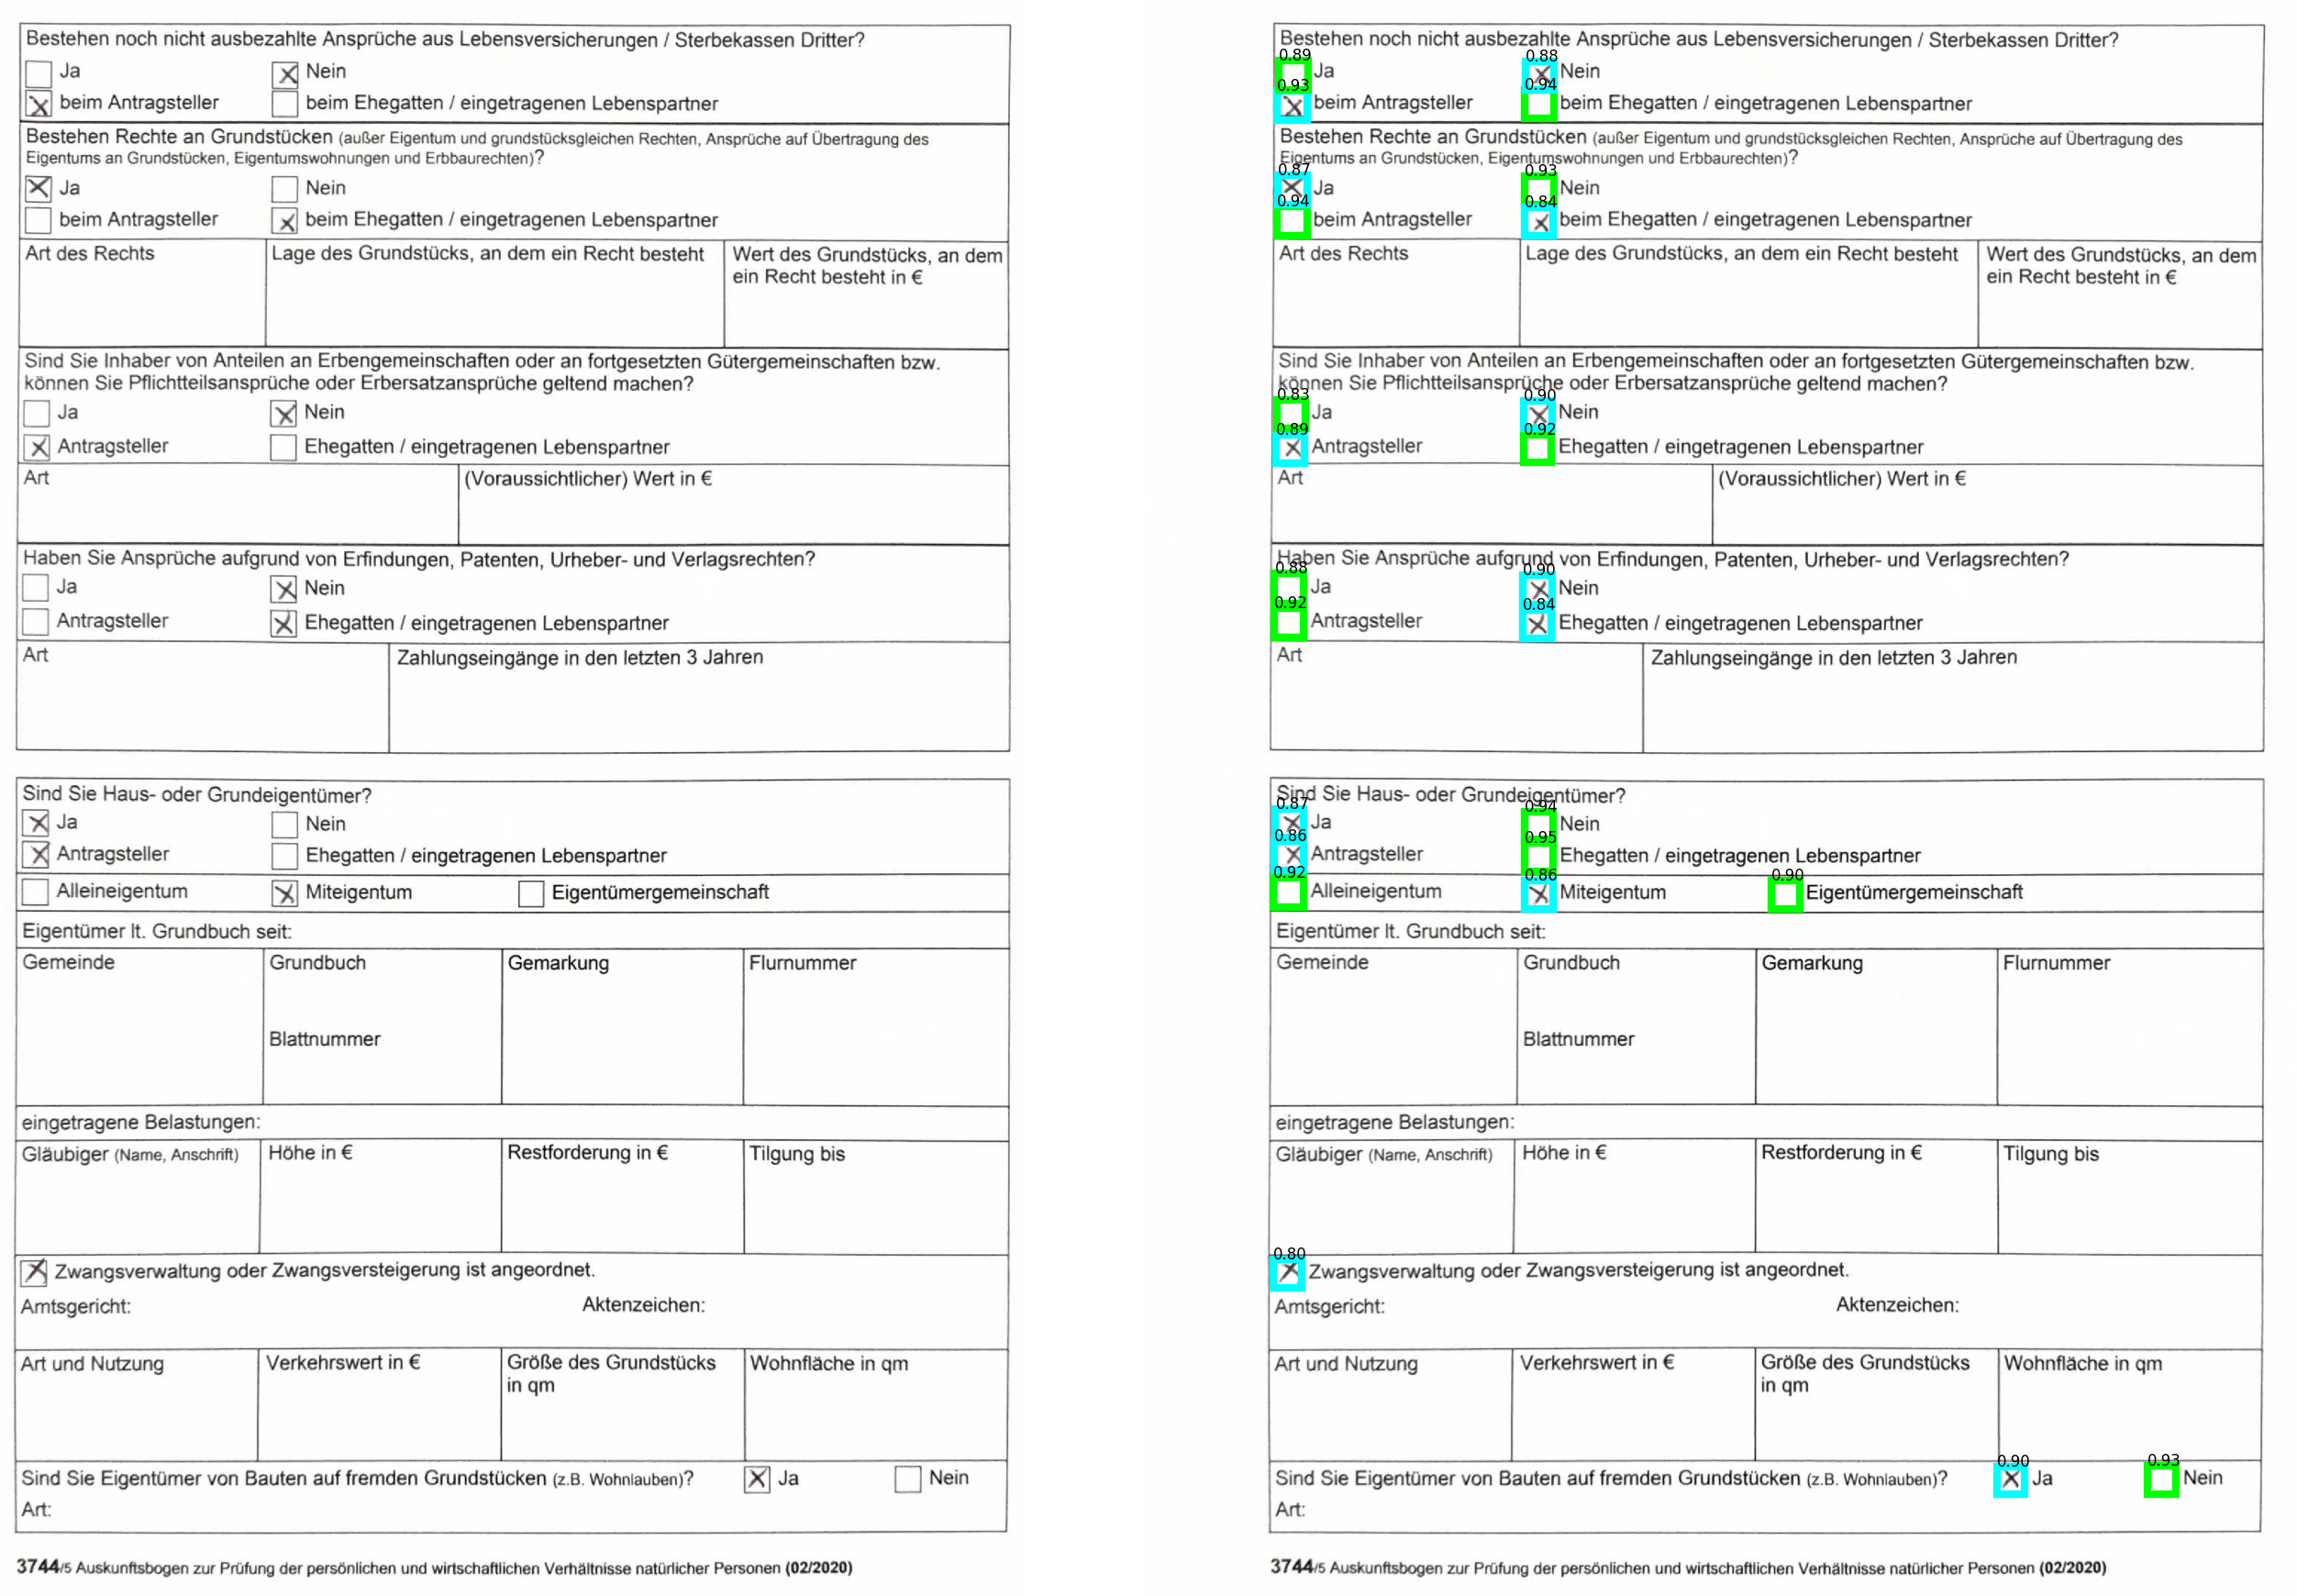 Bestehen noch nicht ausbezahlte Ansprüche aus Lebensversicherungen / Sterbekassen Dritter?
Ja Nein
beim Antragsteller beim Ehegatten / eingetragenen Lebenspartner
Bestehen Rechte an Grundstücken (außer Eigentum und grundstücksgleichen Rechten, Ansprüche auf Übertragung des
Eigentums an Grundstücken, Eigentumswohnungen und Erbbaurechten)?
Ja Nein
beim Antragsteller beim Ehegatten / eingetragenen Lebenspartner
Art des Rechts Lage des Grundstücks, an dem ein Recht besteht Wert des Grundstücks, an dem
ein Recht besteht in €
Sind Sie Inhaber von Anteilen an Erbengemeinschaften oder an fortgesetzten Gütergemeinschaften bzw.
können Sie Pflichtteilsansprüche oder Erbersatzansprüche geltend machen?
Ja Nein
Antragsteller Ehegatten / eingetragenen Lebenspartner
Art (Voraussichtlicher) Wert in €
Haben Sie Ansprüche aufgrund von Erfindungen, Patenten, Urheber- und Verlagsrechten?
Ja Nein
Antragsteller Ehegatten / eingetragenen Lebenspartner
Art Zahlungseingänge in den letzten 3 Jahren
Sind Sie Haus- oder Grundeigentümer?
Ja Nein
Antragsteller Ehegatten / eingetragenen Lebenspartner
Alleineigentum Miteigentum Eigentümergemeinschaft
Eigentümer lt. Grundbuch seit:
Gemeinde Grundbuch Gemarkung Flurnummer
Blattnummer
eingetragene Belastungen:
Gläubiger (Name, Anschrift) Höhe in € Restforderung in € Tilgung bis
Zwangsverwaltung oder Zwangsversteigerung ist angeordnet.
Amtsgericht: Aktenzeichen:
Art und Nutzung Verkehrswert in € Größe des Grundstücks Wohnfläche in qm
in qm
Sind Sie Eigentümer von Bauten auf fremden Grundstücken (z.B. Wohnlauben)? Ja Nein
Art:
3744/5 Auskunftsbogen zur Prüfung der persönlichen und wirtschaftlichen Verhältnisse natürlicher Personen (02/2020)
Bestehen noch nicht ausbezahlte Ansprüche aus Lebensversicherungen / Sterbekassen Dritter?
0.89 0.88
Ja Nein
0.93 0.94
beim Antragsteller beim Ehegatten / eingetragenen Lebenspartner
Bestehen Rechte an Grundstücken (außer Eigentum und grundstücksgleichen Rechten, Ansprüche auf Übertragung des
Eigentums an Grundstücken, Eigentumswohnungen und Erbbaurechten)?
0.87 0.93
Ja Nein
0.94 0.84
beim Antragsteller beim Ehegatten / eingetragenen Lebenspartner
Art des Rechts Lage des Grundstücks, an dem ein Recht besteht Wert des Grundstücks, an dem
ein Recht besteht in €
Sind Sie Inhaber von Anteilen an Erbengemeinschaften oder an fortgesetzten Gütergemeinschaften bzw.
können Sie Pflichtteilsansprüche oder Erbersatzansprüche geltend machen?
0.83 0.90
Ja Nein
0.89 0.92
Antragsteller Ehegatten / eingetragenen Lebenspartner
Art (Voraussichtlicher) Wert in €
Haben Sie Ansprüche aufgrund von Erfindungen, Patenten, Urheber- und Verlagsrechten?
0.88 0.90
Ja Nein
0.92 0.84
Antragsteller Ehegatten / eingetragenen Lebenspartner
Art Zahlungseingänge in den letzten 3 Jahren
Sind Sie Haus- oder Grundeigentümer?
0.87 0.94
Ja Nein
0.86 0.95
Antragsteller Ehegatten / eingetragenen Lebenspartner
0.92 0.86 0.90
Alleineigentum Miteigentum Eigentümergemeinschaft
Eigentümer lt. Grundbuch seit:
Gemeinde Grundbuch Gemarkung Flurnummer
Blattnummer
eingetragene Belastungen:
Gläubiger (Name, Anschrift) Höhe in € Restforderung in € Tilgung bis
0.80
Zwangsverwaltung oder Zwangsversteigerung ist angeordnet.
Amtsgericht: Aktenzeichen:
Art und Nutzung Verkehrswert in € Größe des Grundstücks Wohnfläche in qm
in qm
0.90 0.93
Sind Sie Eigentümer von Bauten auf fremden Grundstücken (z.B. Wohnlauben)? Ja Nein
Art:
3744/5 Auskunftsbogen zur Prüfung der persönlichen und wirtschaftlichen Verhältnisse natürlicher Personen (02/2020)